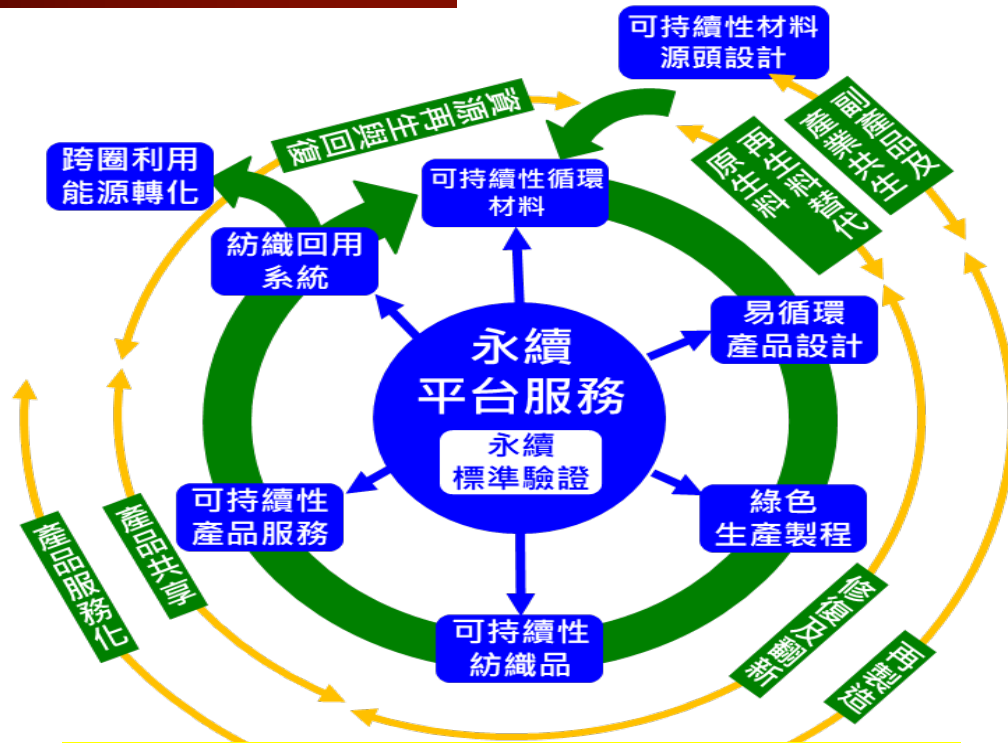 可持續性材料
源頭設計
資源再生與回復
副產品及
產業共生
再生料替代
原生料
跨圈利用
能源轉化
可持續性循環
材料
紡織回用
系統
易循環
產品設計
永續
平台服務
永續
標準驗證
可持續性
產品服務
綠色
生產製程
可持續性
紡織品
產品服務化
產品共享
修復及翻新
再製造